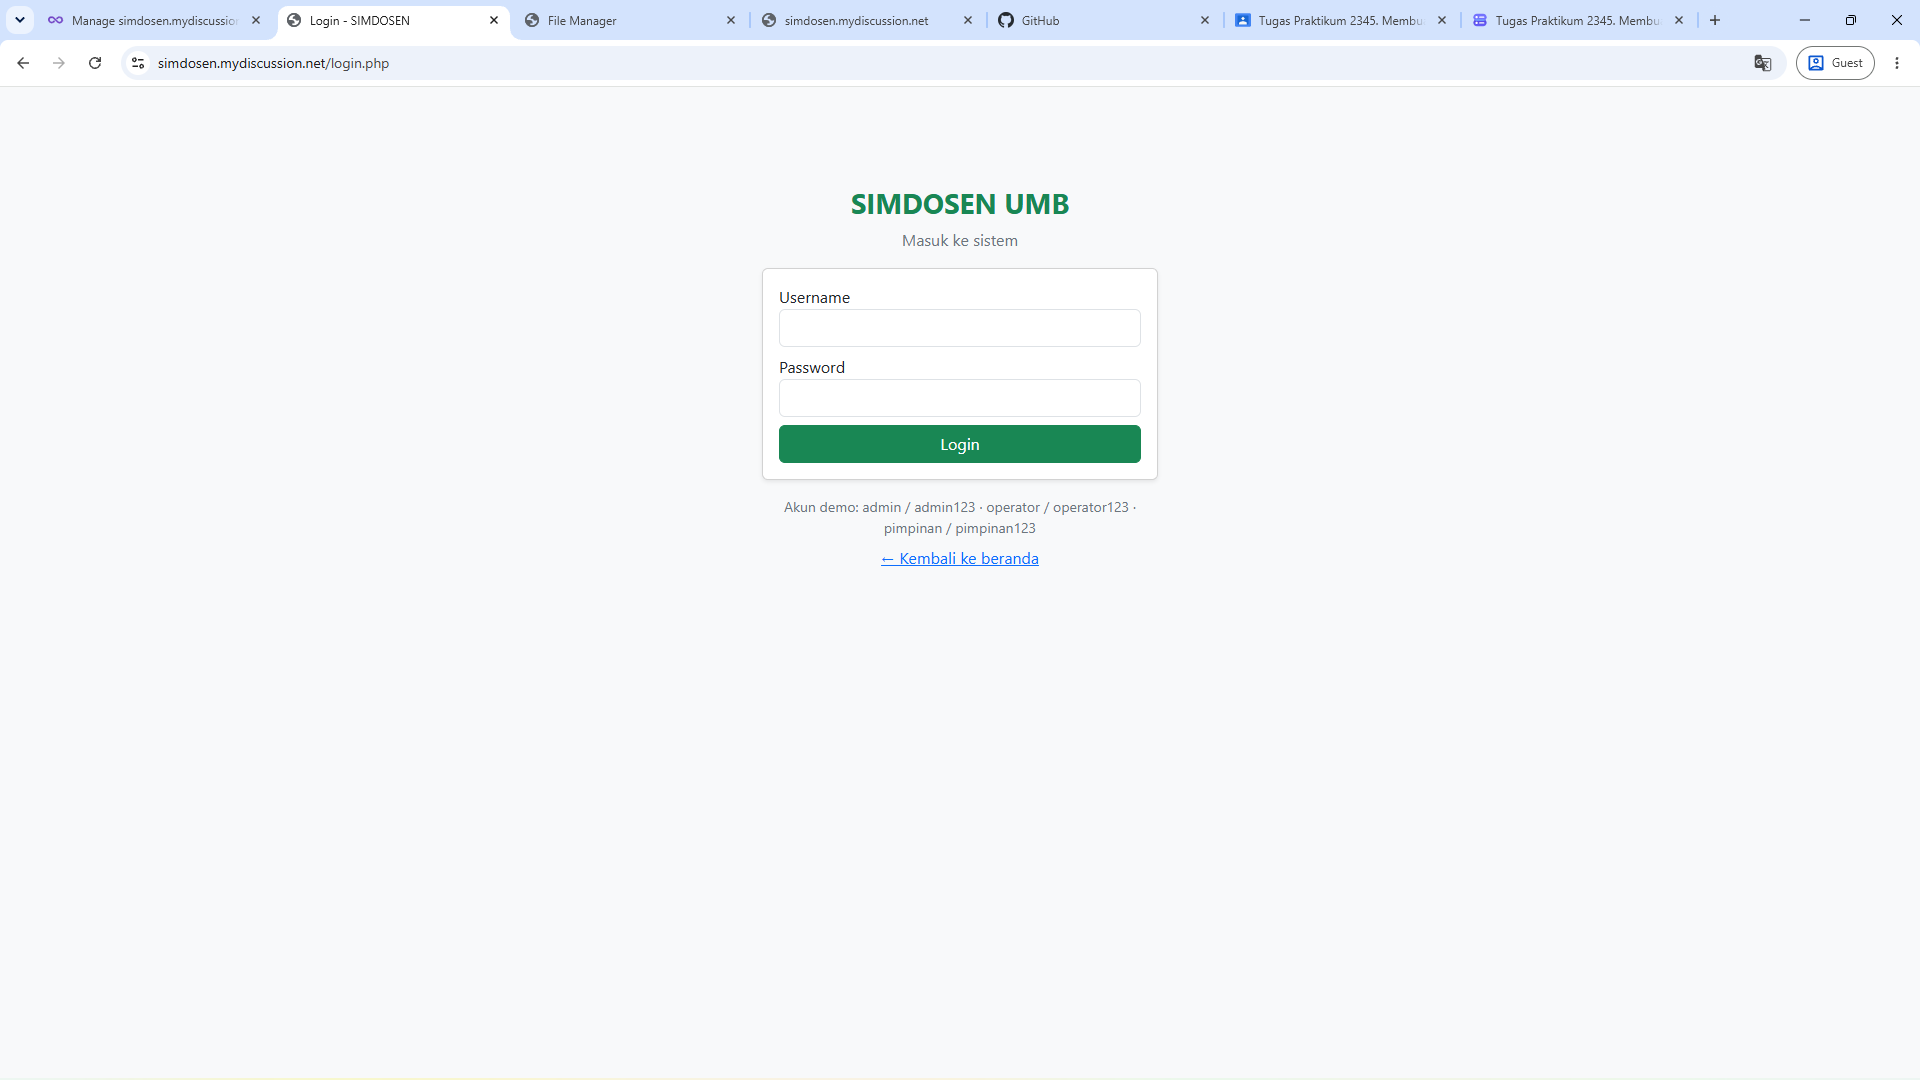 Manage simdosen.mydiscussion
Login - SIMDOSEN
File Manager
simdosen.mydiscussion.net
GitHub
Tugas Praktikum 2345. Membu
Tugas Praktikum 2345. Membu
simdosen.mydiscussion.net/login.php
Guest
SIMDOSEN UMB
Masuk ke sistem
Username
Password
Login
Akun demo: admin / admin123 · operator / operator123 ·
pimpinan / pimpinan123
← Kembali ke beranda